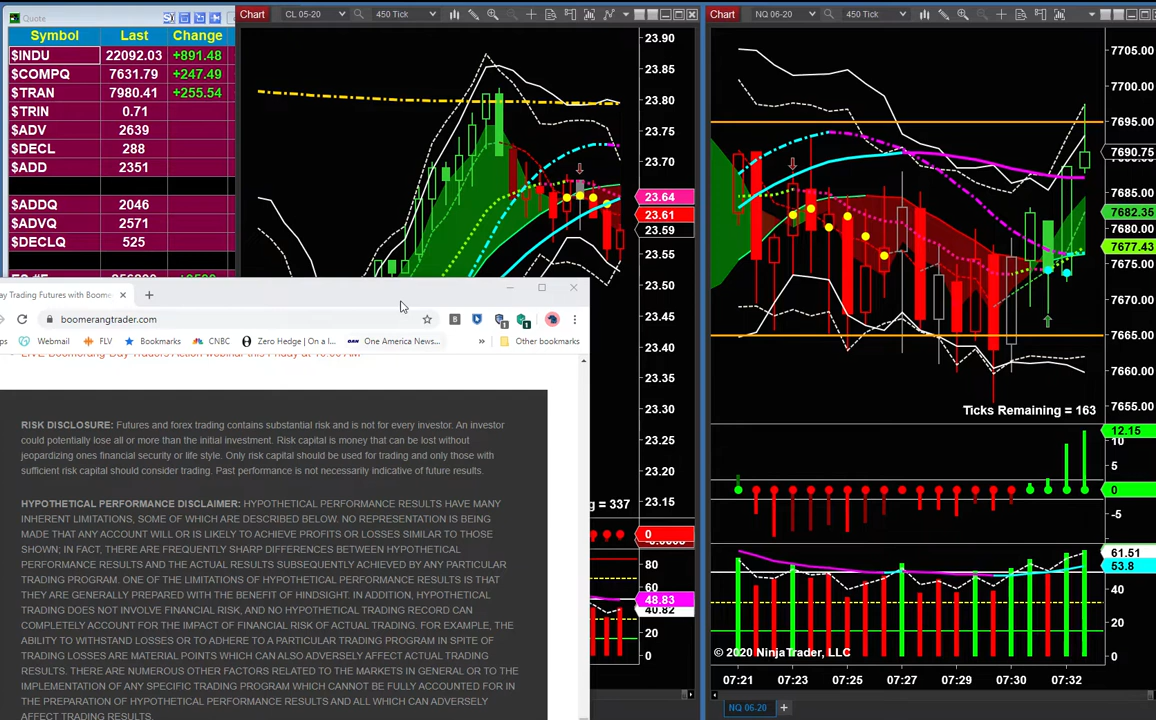 Quote
Symbol Last Change
$INDU 22092.03 +891.48
$COMPQ 7631.79 +247.49
$TRAN 7980.41 +255.54
$TRIN 0.71
$ADV 2639
$DECL 288
$ADD 2351
$ADDQ 2046
$ADVQ 2571
$DECLQ 525
Chart CL 05-20 450 Tick
23.90
23.85
23.80
23.75
23.70
23.64
23.61
23.59
23.55
23.50
23.45
23.40
23.35
23.30
23.25
23.20
23.15
g = 337
0
80
60
48.83
40.82
20
0
Chart NQ 06-20 450 Tick
7705.00
7700.00
7695.00
7690.75
7685.00
7682.35
7680.00
7677.43
7675.00
7670.00
7665.00
7660.00
7655.00
Ticks Remaining = 163
12.15
10
5
0
-5
61.51
53.8
40
20
0
© 2020 NinjaTrader, LLC
07:21 07:23 07:25 07:27 07:30 07:32
NQ 06-20
ay Trading Futures with Boome
boomerangtrader.com
ps Webmail FLV Bookmarks CNBC Zero Hedge | On a l... One America News... » Other bookmarks
LIVE Boomerang Day Traders Action webinar this Friday at 10:00AM
RISK DISCLOSURE: Futures and forex trading contains substantial risk and is not for every investor. An investor
could potentially lose all or more than the initial investment. Risk capital is money that can be lost without
jeopardizing ones financial security or life style. Only risk capital should be used for trading and only those with
sufficient risk capital should consider trading. Past performance is not necessarily indicative of future results.
HYPOTHETICAL PERFORMANCE DISCLAIMER: HYPOTHETICAL PERFORMANCE RESULTS HAVE MANY
INHERENT LIMITATIONS, SOME OF WHICH ARE DESCRIBED BELOW. NO REPRESENTATION IS BEING
MADE THAT ANY ACCOUNT WILL OR IS LIKELY TO ACHIEVE PROFITS OR LOSSES SIMILAR TO THOSE
SHOWN; IN FACT, THERE ARE FREQUENTLY SHARP DIFFERENCES BETWEEN HYPOTHETICAL
PERFORMANCE RESULTS AND THE ACTUAL RESULTS SUBSEQUENTLY ACHIEVED BY ANY PARTICULAR
TRADING PROGRAM. ONE OF THE LIMITATIONS OF HYPOTHETICAL PERFORMANCE RESULTS IS THAT
THEY ARE GENERALLY PREPARED WITH THE BENEFIT OF HINDSIGHT. IN ADDITION, HYPOTHETICAL
TRADING DOES NOT INVOLVE FINANCIAL RISK, AND NO HYPOTHETICAL TRADING RECORD CAN
COMPLETELY ACCOUNT FOR THE IMPACT OF FINANCIAL RISK OF ACTUAL TRADING. FOR EXAMPLE, THE
ABILITY TO WITHSTAND LOSSES OR TO ADHERE TO A PARTICULAR TRADING PROGRAM IN SPITE OF
TRADING LOSSES ARE MATERIAL POINTS WHICH CAN ALSO ADVERSELY AFFECT ACTUAL TRADING
RESULTS. THERE ARE NUMEROUS OTHER FACTORS RELATED TO THE MARKETS IN GENERAL OR TO THE
IMPLEMENTATION OF ANY SPECIFIC TRADING PROGRAM WHICH CANNOT BE FULLY ACCOUNTED FOR IN
THE PREPARATION OF HYPOTHETICAL PERFORMANCE RESULTS AND ALL WHICH CAN ADVERSELY
AFFECT TRADING RESULTS.